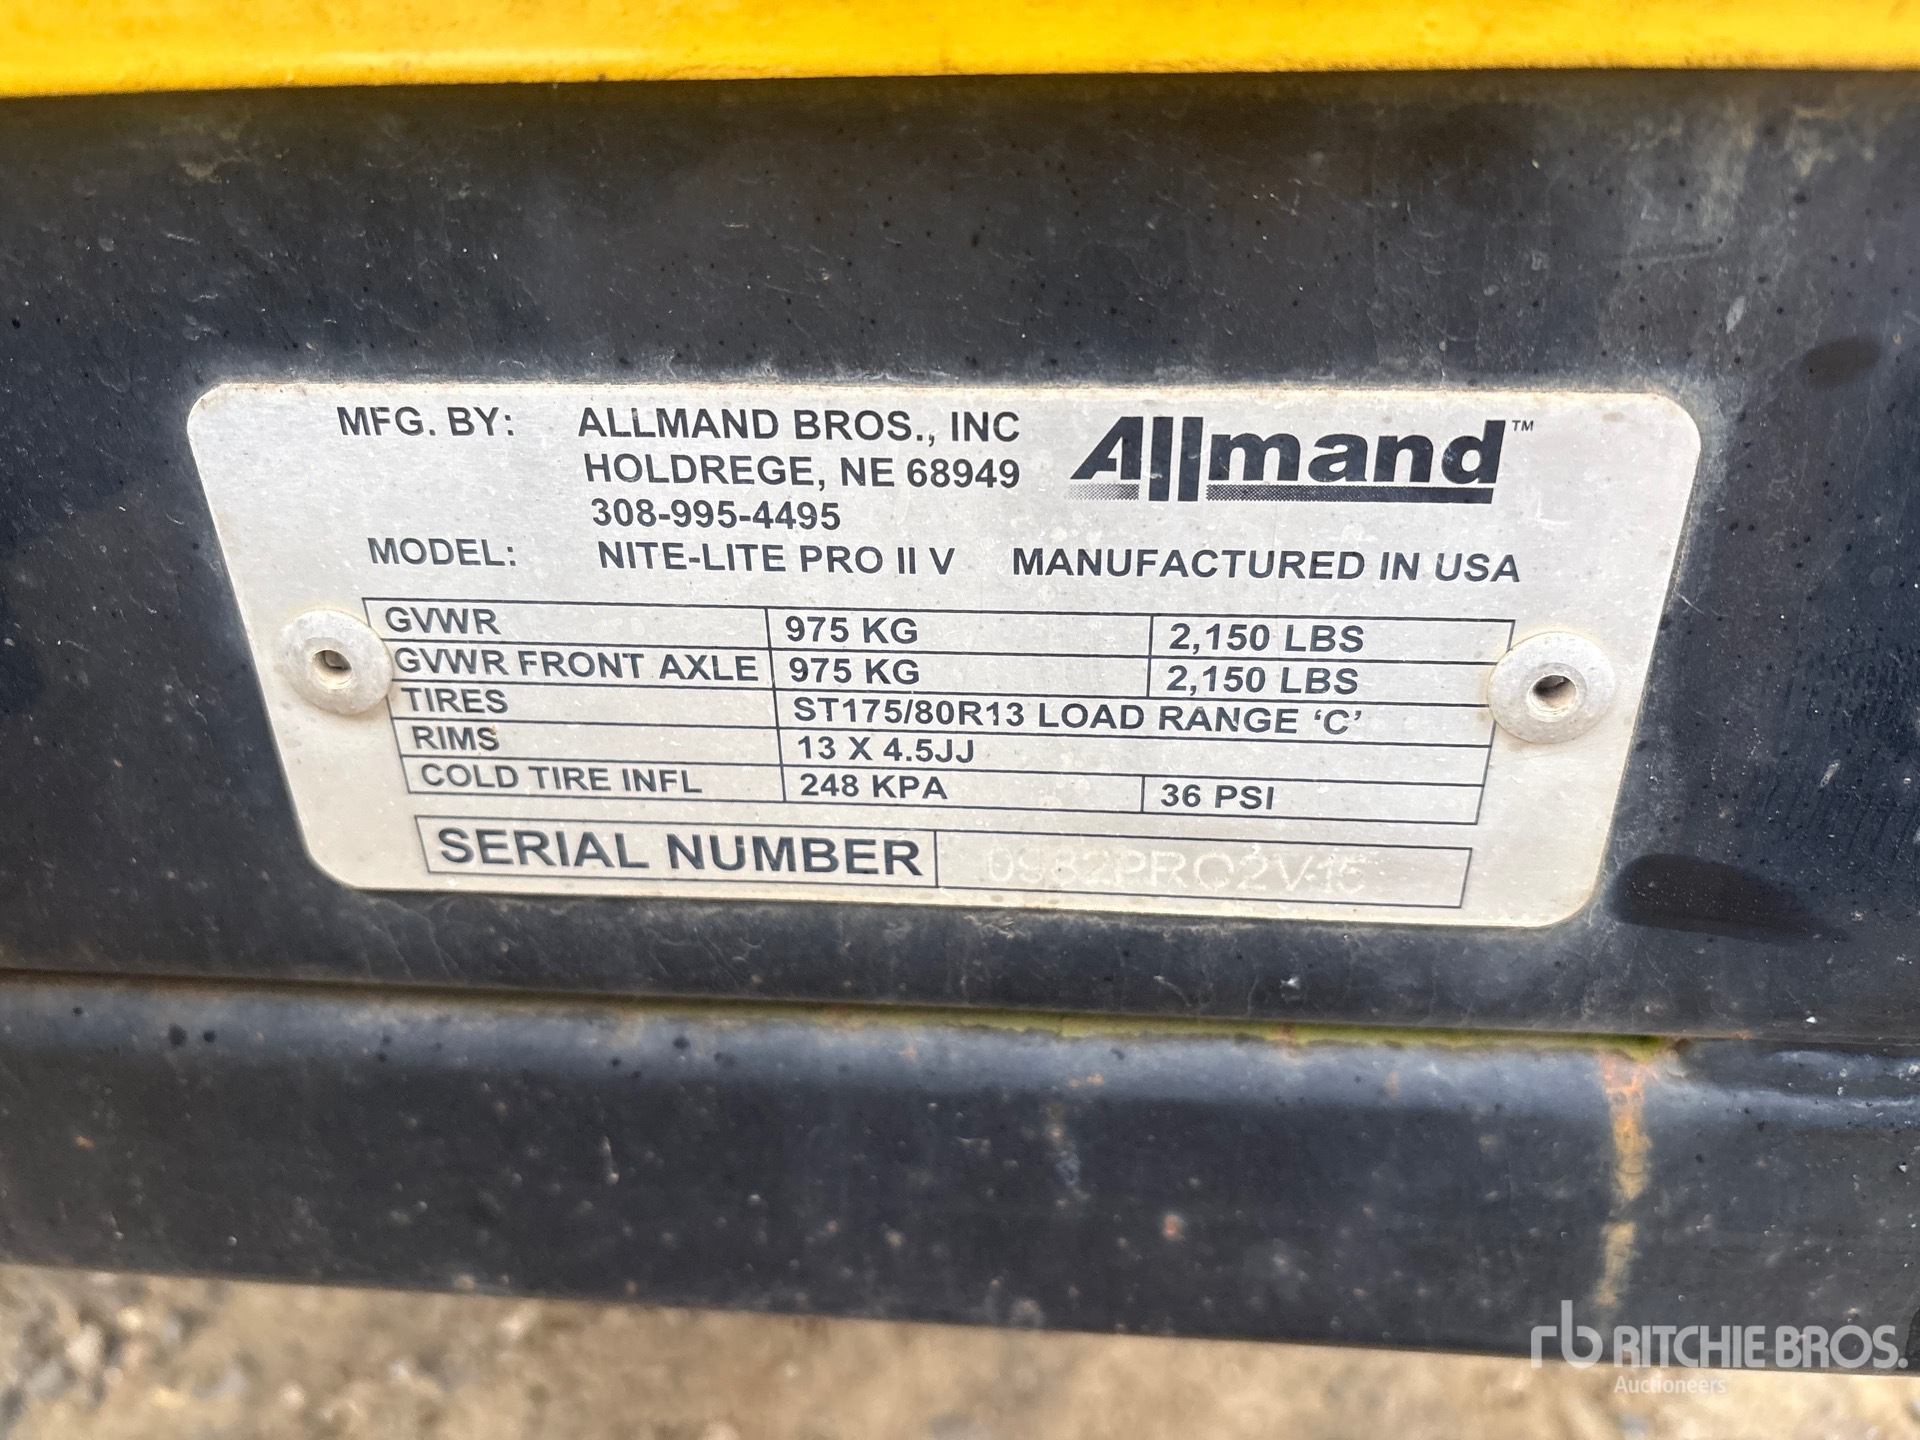 MFG. BY: ALLMAND BROS., INC Allmand™
HOLDREGE, NE 68949
308-995-4495
MODEL: NITE-LITE PRO II V MANUFACTURED IN USA
GVWR 975 KG 2,150 LBS
GVWR FRONT AXLE 975 KG 2,150 LBS
TIRES ST175/80R13 LOAD RANGE ‘C’
RIMS 13 X 4.5JJ
COLD TIRE INFL 248 KPA 36 PSI
SERIAL NUMBER 0982PRO2V15
rb RITCHIE BROS.
Auctioneers